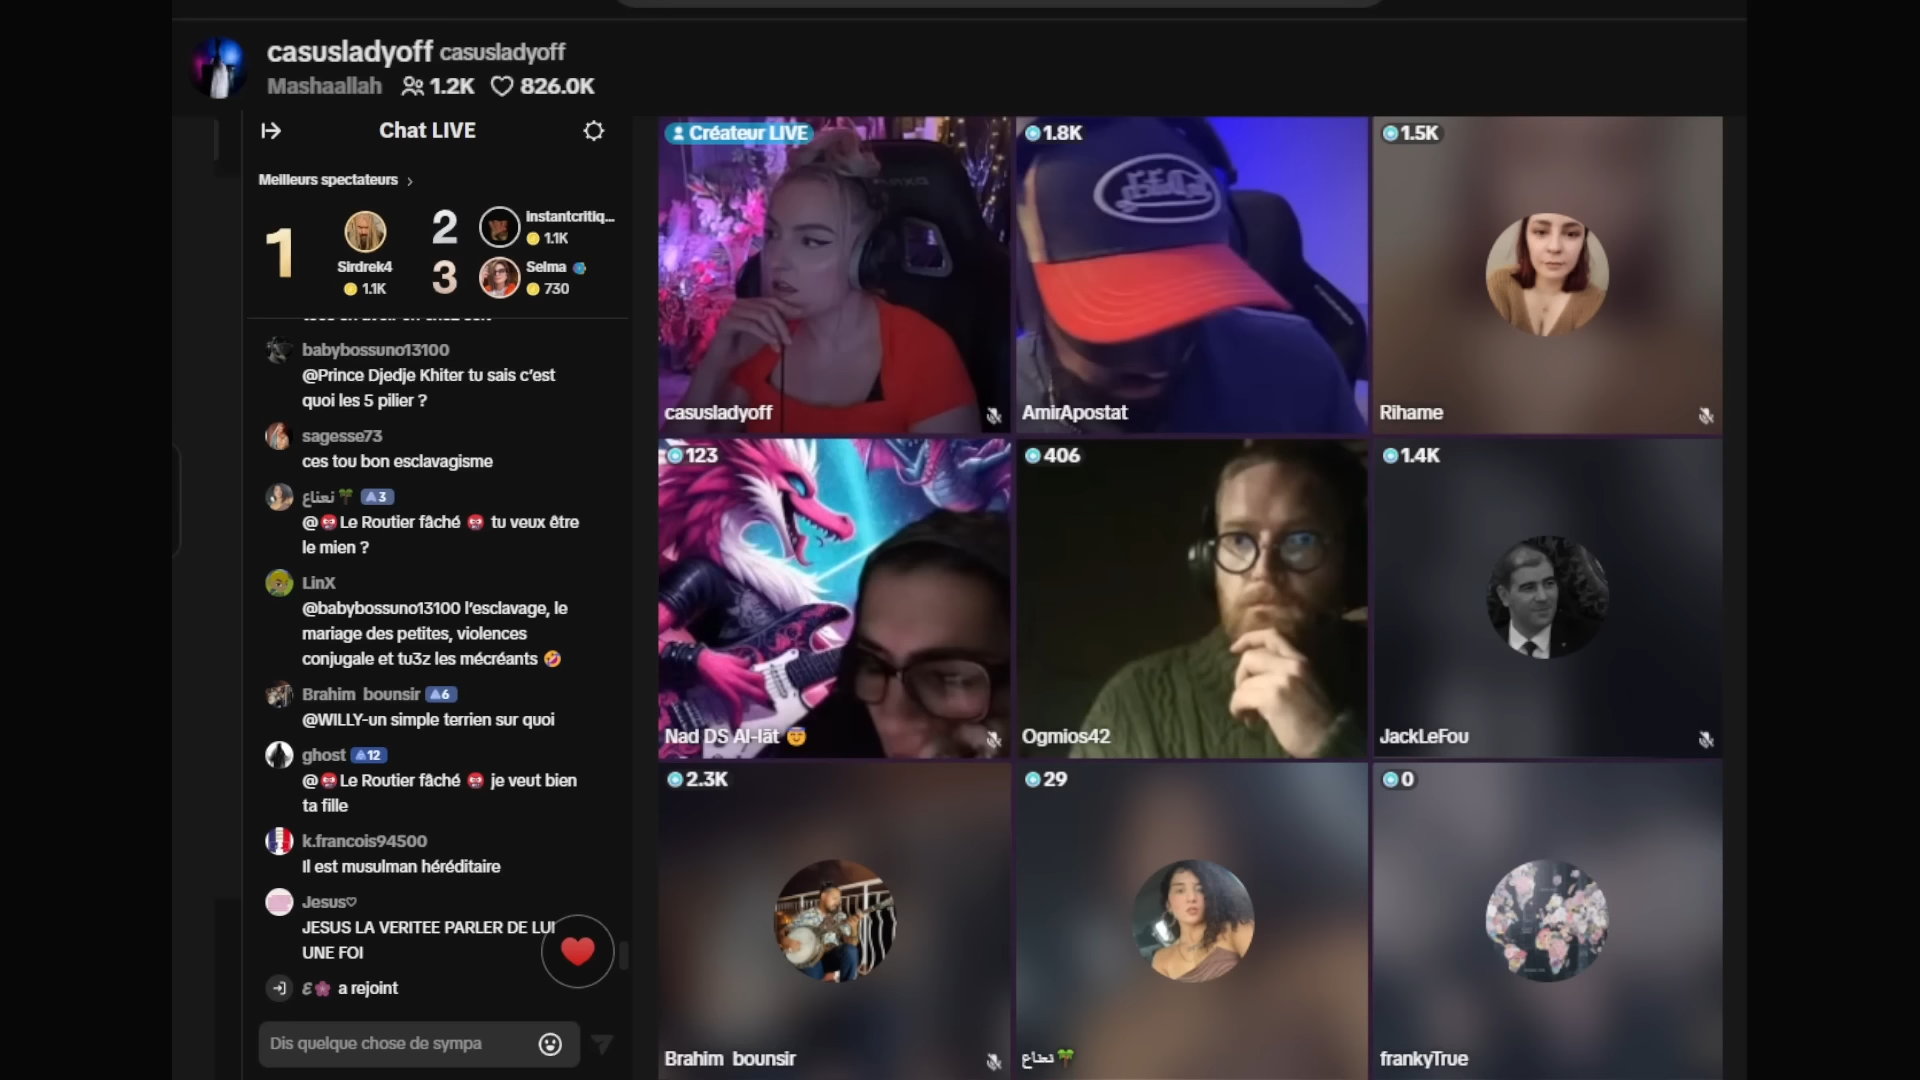 casusladyoff casusladyoff
Mashaallah 1.2K 826.0K
Chat LIVE
Meilleurs spectateurs
1
Sirdrek4
1.1K
2
instantcritiq...
1.1K
3
Selma
730
babybossuno13100
@Prince Djedje Khiter tu sais c'est
quoi les 5 pilier ?
sagesse73
ces tou bon esclavagisme
نعناع🌴 3
@👹Le Routier fâché 👹 tu veux être
le mien ?
LinX
@babybossuno13100 l'esclavage, le
mariage des petites, violences
conjugale et tu3z les mécréants 🤣
Brahim bounsir 6
@WILLY-un simple terrien sur quoi
ghost 12
@👹Le Routier fâché 👹 je veut bien
ta fille
k.francois94500
Il est musulman héréditaire
Jesus♡
JESUS LA VERITEE PARLER DE LUI
UNE FOI
ℰ🌸 a rejoint
Dis quelque chose de sympa
Créateur LIVE
casusladyoff
1.8K
AmirApostat
1.5K
Rihame
123
Nad DS Al-lāt 😇
406
Ogmios42
1.4K
JackLeFou
2.3K
Brahim bounsir
29
نعناع🌴
0
frankyTrue